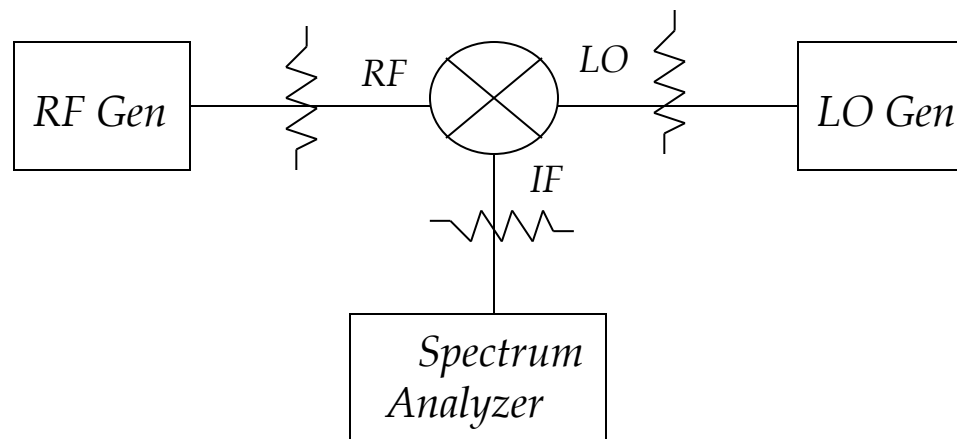 RF
LO
RF Gen
LO Gen
IF
Spectrum
Analyzer